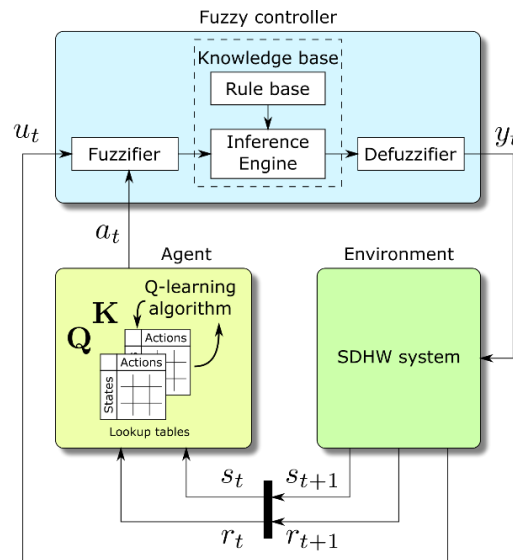 Fuzzy controller
Knowledge base
Rule base
u_t
Fuzzifier
Inference
Engine
Defuzzifier
a_t
Agent
Environment
Q-learning
algorithm
K
Q
Actions
Actions
States
Lookup tables
SDHW system
s_t
s_{t+1}
r_t
r_{t+1}